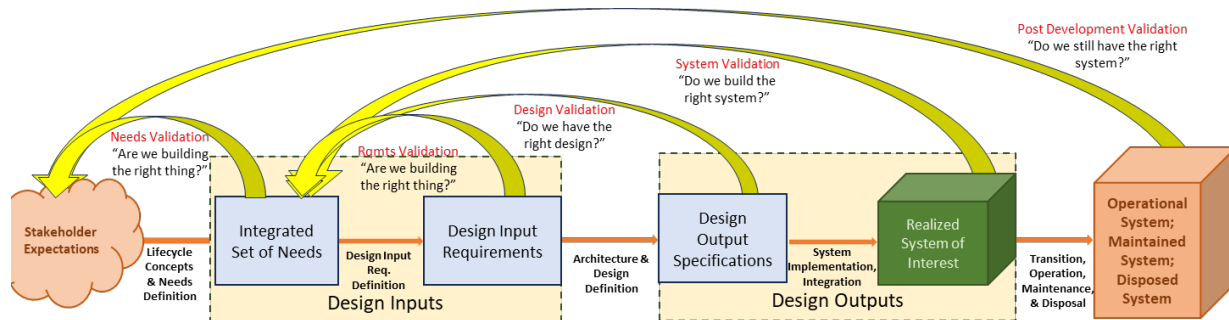 Post Development Validation
“Do we still have the right
system?”
System Validation
“Do we build the
right system?”
Design Validation
“Do we have the
right design?”
Needs Validation
“Are we building
the right thing?”
Rqmts Validation
“Are we building
the right thing?”
Stakeholder
Expectations
Lifecycle
Concepts
& Needs
Definition
Integrated
Set of Needs
Design Input
Req.
Definition
Design Input
Requirements
Design Inputs
Architecture &
Design
Definition
Design
Output
Specifications
System
Implementation,
Integration
Realized
System of
Interest
Design Outputs
Transition,
Operation,
Maintenance,
& Disposal
Operational
System;
Maintained
System;
Disposed
System